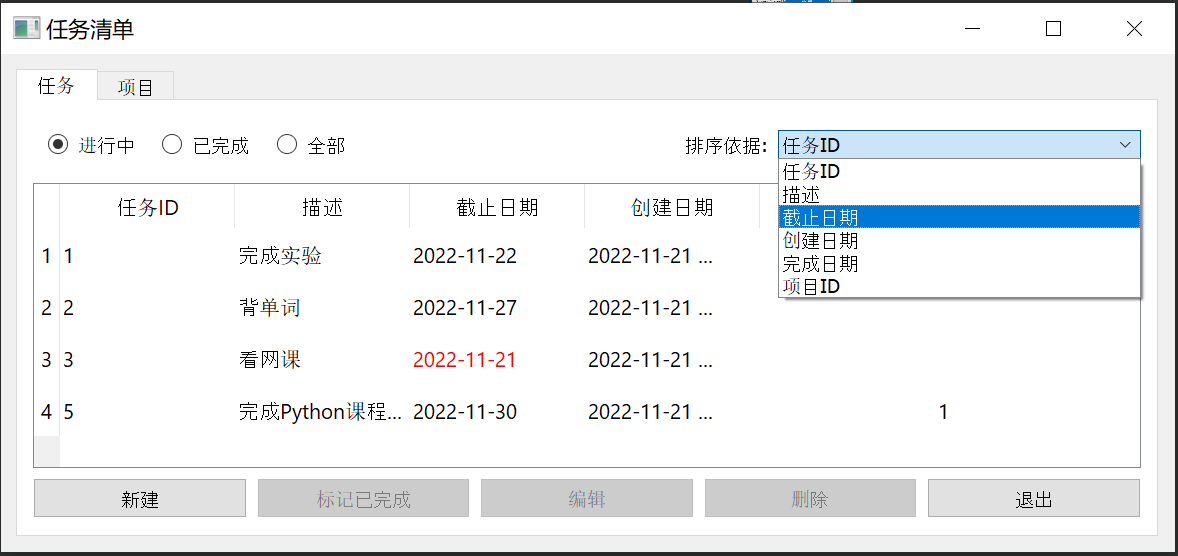 任务清单
任务 项目
进行中 已完成 全部 排序依据: 任务ID
任务ID
描述
截止日期
创建日期
完成日期
项目ID
任务ID 描述 截止日期 创建日期
1 1 完成实验 2022-11-22 2022-11-21 ...
2 2 背单词 2022-11-27 2022-11-21 ...
3 3 看网课 2022-11-21 2022-11-21 ...
4 5 完成Python课程... 2022-11-30 2022-11-21 ... 1
新建 标记已完成 编辑 删除 退出